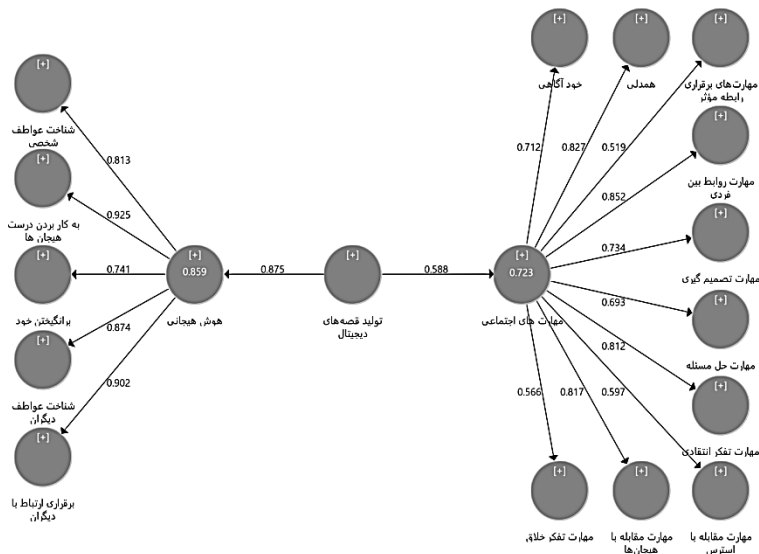 [+]
خود آگاهی
[+]
همدلی
[+]
مهارت‌های برقراری
رابطه مؤثر
[+]
شناخت عواطف
شخصی
[+]
مهارت روابط بین
فردی
[+]
به کار بردن درست
هیجان ها
[+]
مهارت تصمیم گیری
[+]
برانگیختن خود
[+]
0.859
هوش هیجانی
[+]
تولید قصه‌های
دیجیتال
[+]
0.723
مهارت های اجتماعی
[+]
مهارت حل مسئله
[+]
شناخت عواطف
دیگران
[+]
مهارت تفکر انتقادی
[+]
برقراری ارتباط با
دیگران
[+]
مهارت تفکر خلاق
[+]
مهارت مقابله با
هیجان‌ها
[+]
مهارت مقابله با
استرس
0.813
0.925
0.741
0.874
0.902
0.875
0.588
0.712
0.827
0.519
0.852
0.734
0.693
0.812
0.597
0.817
0.566